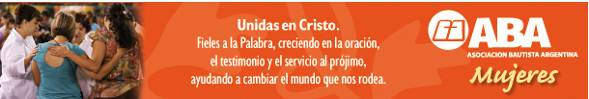 Unidas en Cristo.
Fieles a la Palabra, creciendo en la oración,
el testimonio y el servicio al prójimo,
ayudando a cambiar el mundo que nos rodea.
ABA
ASOCIACION BAUTISTA ARGENTINA
Mujeres